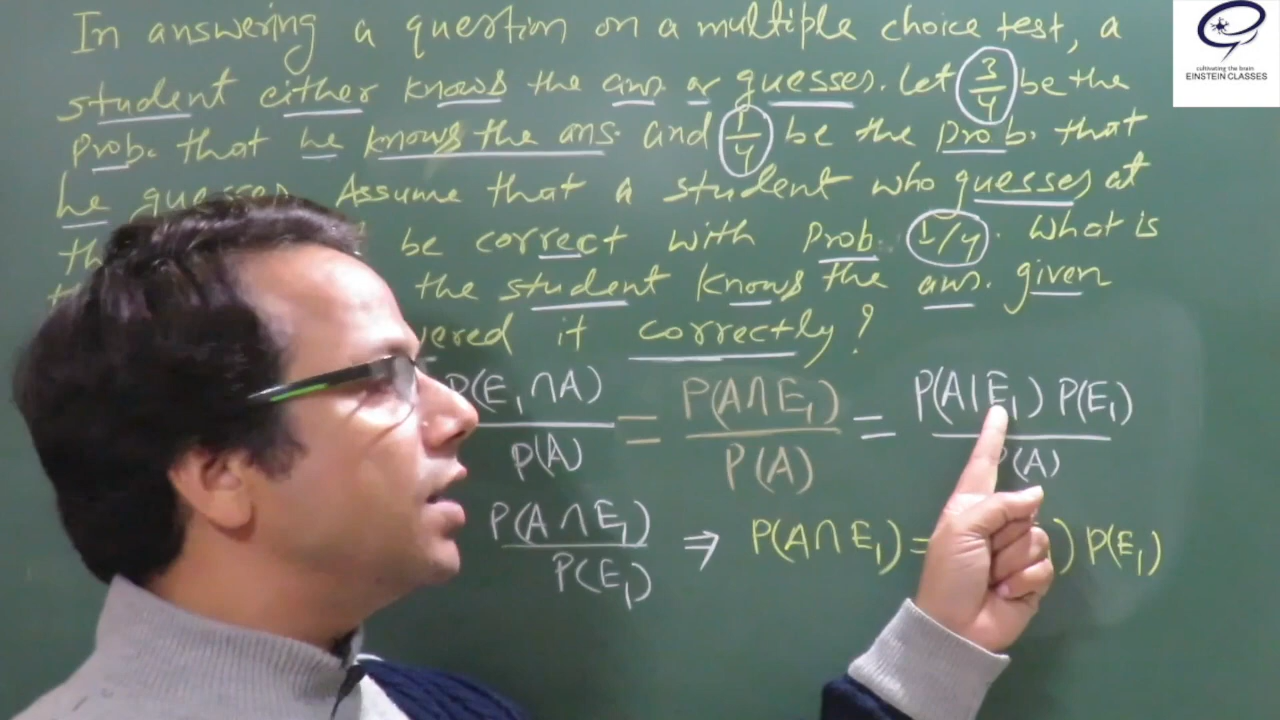 In answering a question on a multiple choice test, a
student either knows the ans. or guesses. Let 3/4 be the
prob. that he knows the ans. and 1/4 be the prob. that
he guesses. Assume that a student who guesses at
be correct with prob. 1/4. What is
the student knows the ans. given
it correctly?
P(E₁∩A)/P(A) = P(A∩E₁)/P(A) = P(A|E₁) P(E₁)/P(A)
P(A∩E₁)/P(E₁) ⇒ P(A∩E₁) = ) P(E₁)
cultivating the brain
EINSTEIN CLASSES